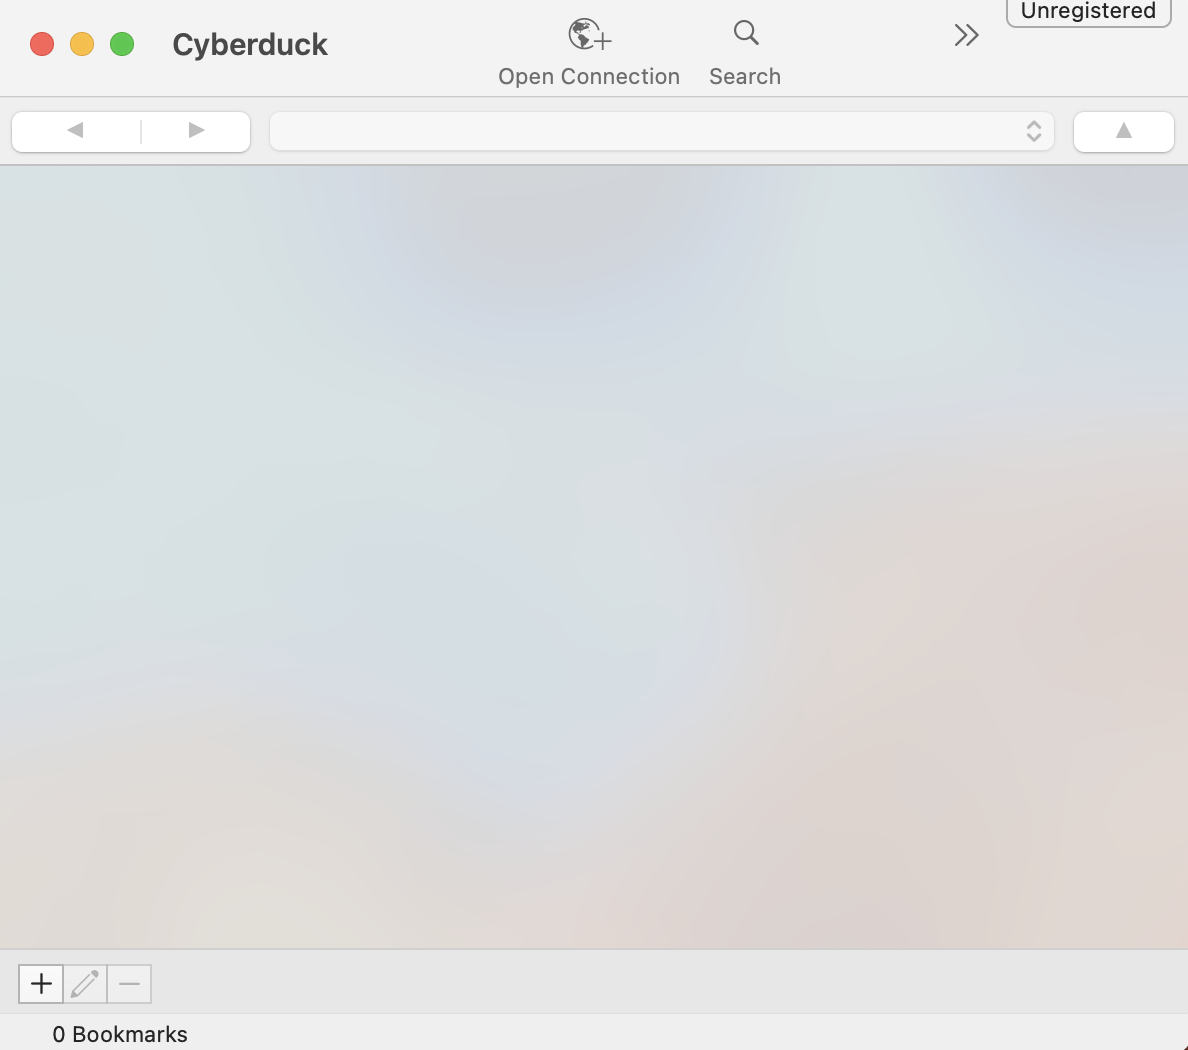 Unregistered
Cyberduck
Open Connection
Search
0 Bookmarks